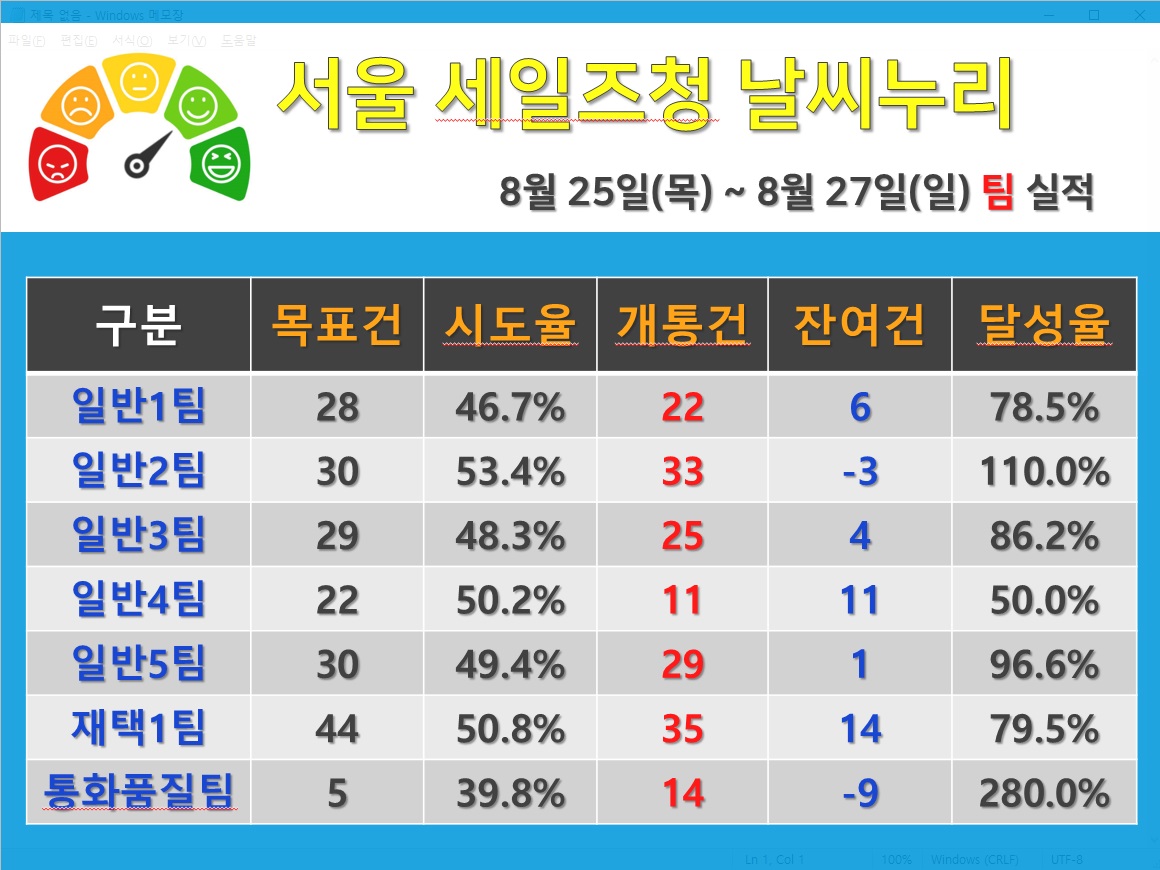 제목 없음 - Windows 메모장
파일(F) 편집(E) 서식(O) 보기(V) 도움말
서울 세일즈청 날씨누리
8월 25일(목) ~ 8월 27일(일) 팀 실적
구분 목표건 시도율 개통건 잔여건 달성율
일반1팀 28 46.7% 22 6 78.5%
일반2팀 30 53.4% 33 -3 110.0%
일반3팀 29 48.3% 25 4 86.2%
일반4팀 22 50.2% 11 11 50.0%
일반5팀 30 49.4% 29 1 96.6%
재택1팀 44 50.8% 35 14 79.5%
통화품질팀 5 39.8% 14 -9 280.0%
Ln 1, Col 1 100% Windows (CRLF) UTF-8